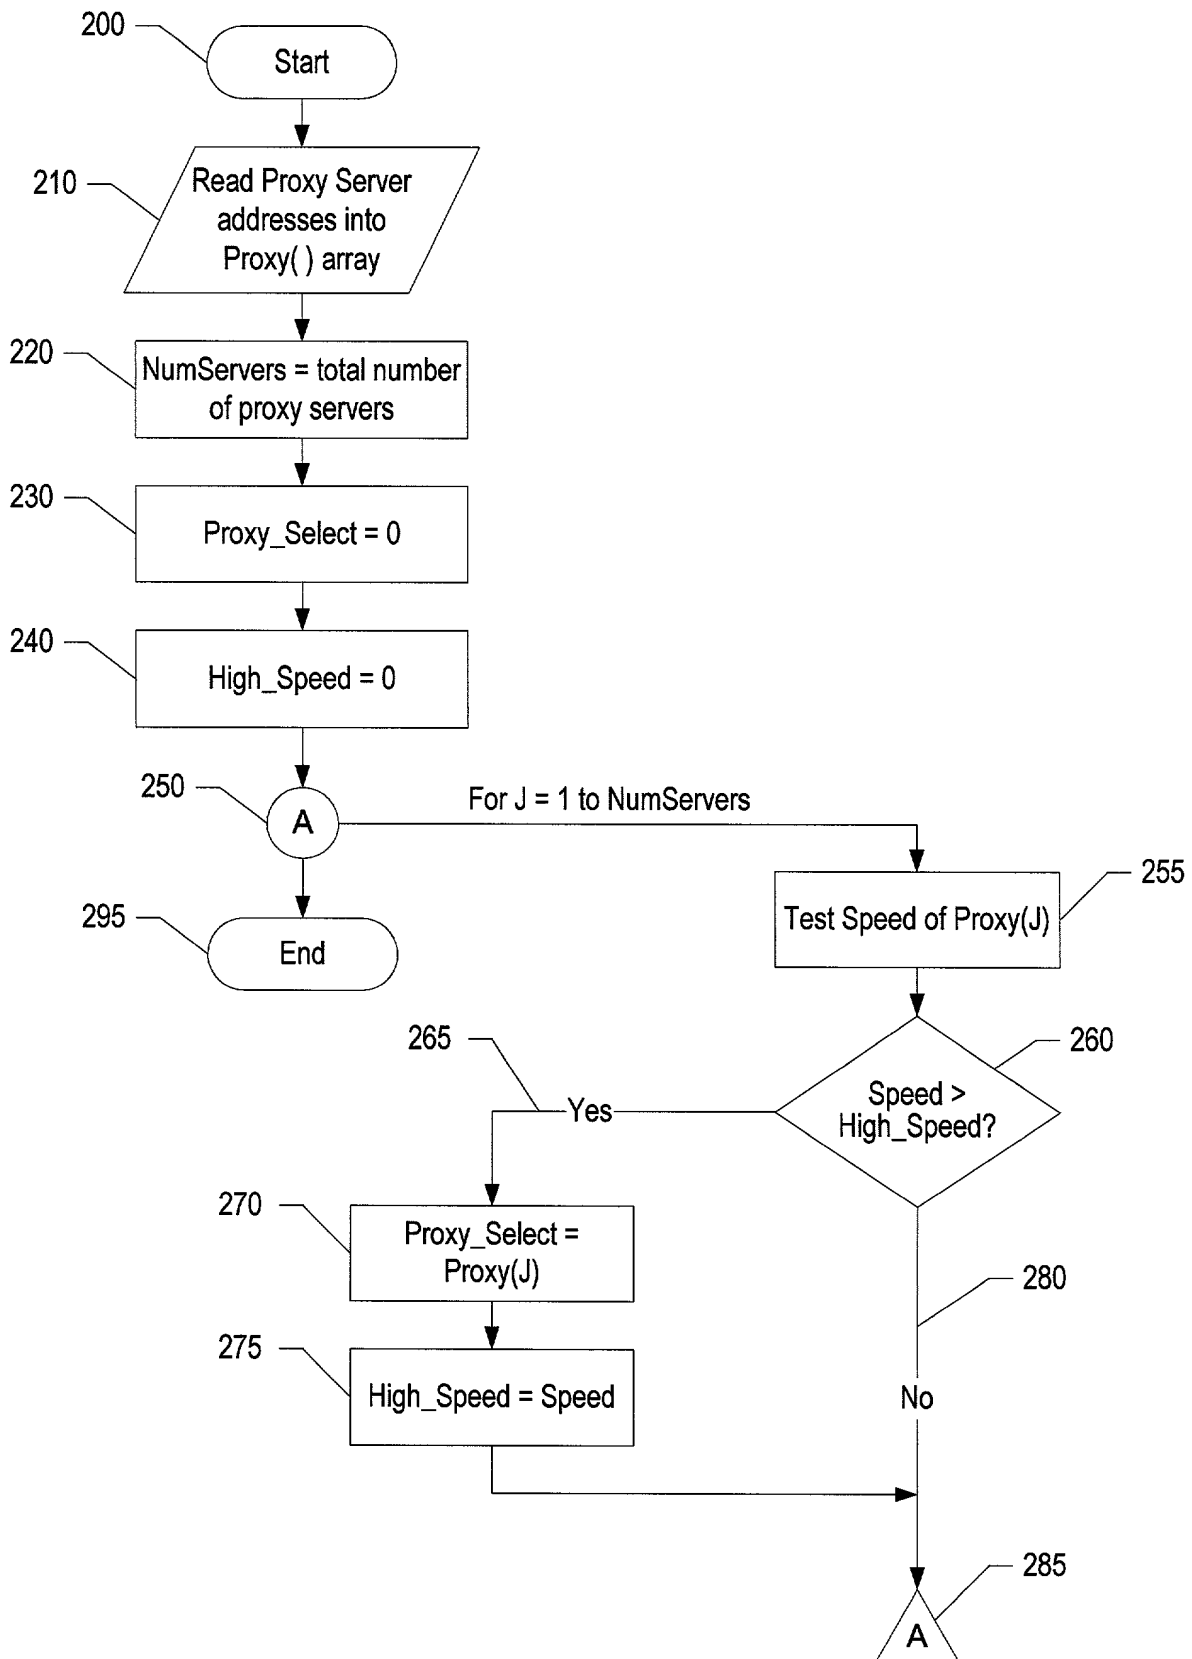 200
Start
210
Read Proxy Server
addresses into
Proxy( ) array
220
NumServers = total number
of proxy servers
230
Proxy_Select = 0
240
High_Speed = 0
250
A
For J = 1 to NumServers
255
Test Speed of Proxy(J)
295
End
265
260
Yes
Speed >
High_Speed?
270
Proxy_Select =
Proxy(J)
280
275
High_Speed = Speed
No
285
A